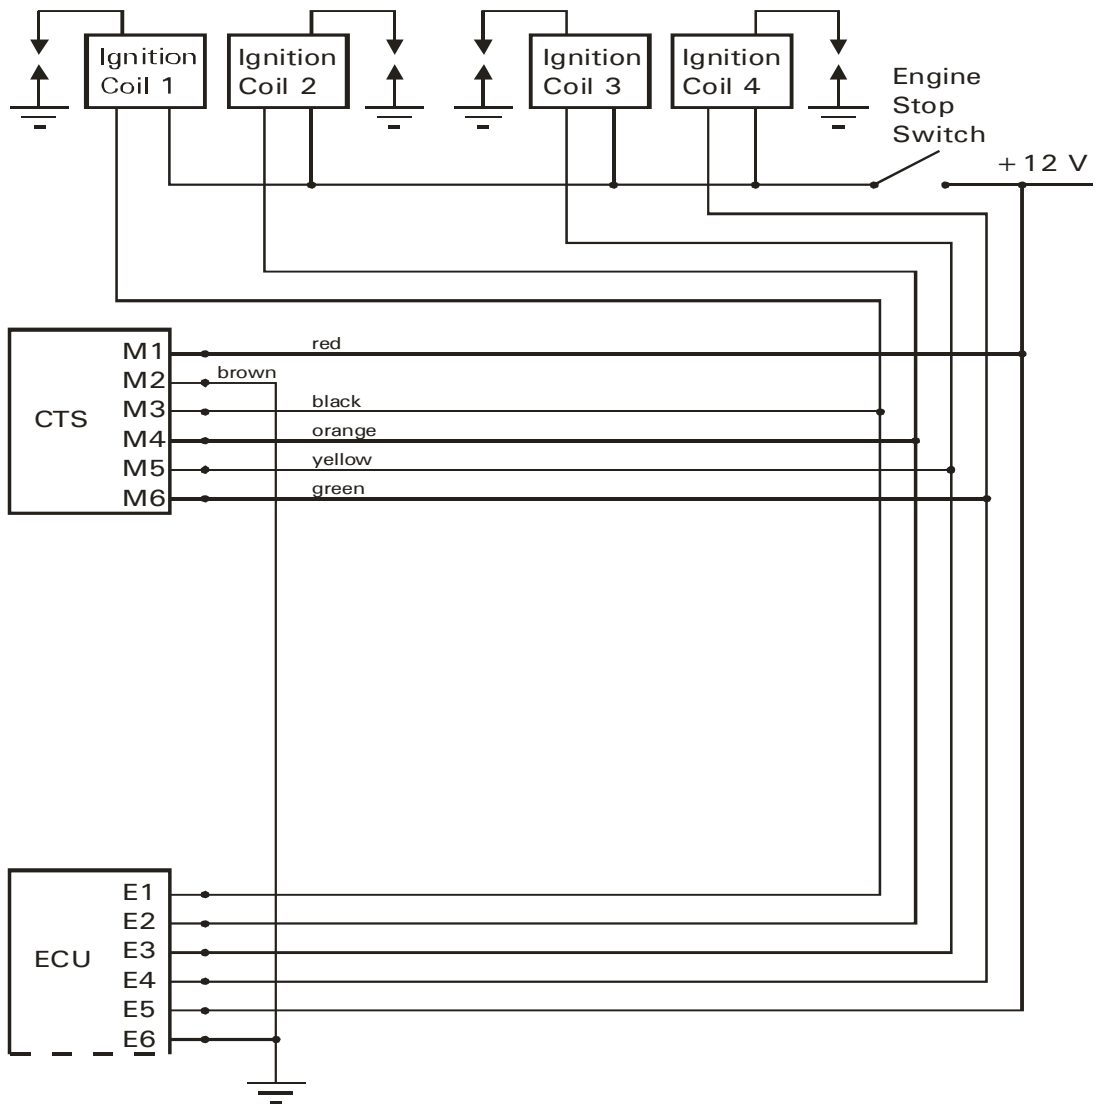 Ignition
Coil 1
Ignition
Coil 2
Ignition
Coil 3
Ignition
Coil 4
Engine
Stop
Switch
+12 V
CTS
M1
M2
M3
M4
M5
M6
red
brown
black
orange
yellow
green
ECU
E1
E2
E3
E4
E5
E6